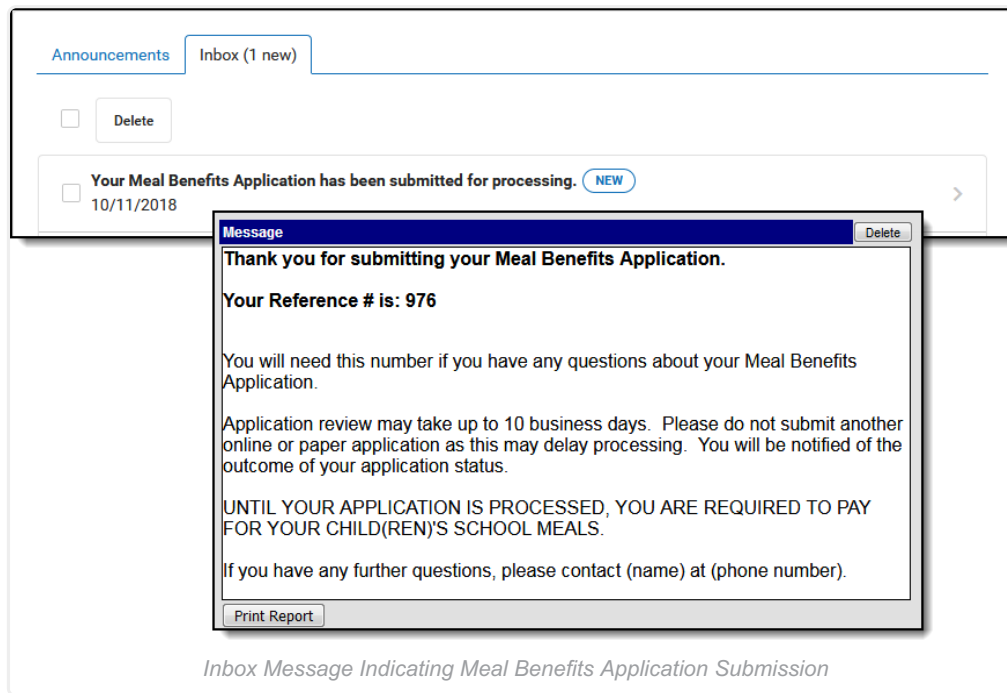 Announcements
Inbox (1 new)
Delete
Your Meal Benefits Application has been submitted for processing. NEW
10/11/2018
Message
Delete
Thank you for submitting your Meal Benefits Application.
Your Reference # is: 976
You will need this number if you have any questions about your Meal Benefits
Application.
Application review may take up to 10 business days.  Please do not submit another
online or paper application as this may delay processing.  You will be notified of the
outcome of your application status.
UNTIL YOUR APPLICATION IS PROCESSED, YOU ARE REQUIRED TO PAY
FOR YOUR CHILD(REN)'S SCHOOL MEALS.
If you have any further questions, please contact (name) at (phone number).
Print Report
Inbox Message Indicating Meal Benefits Application Submission